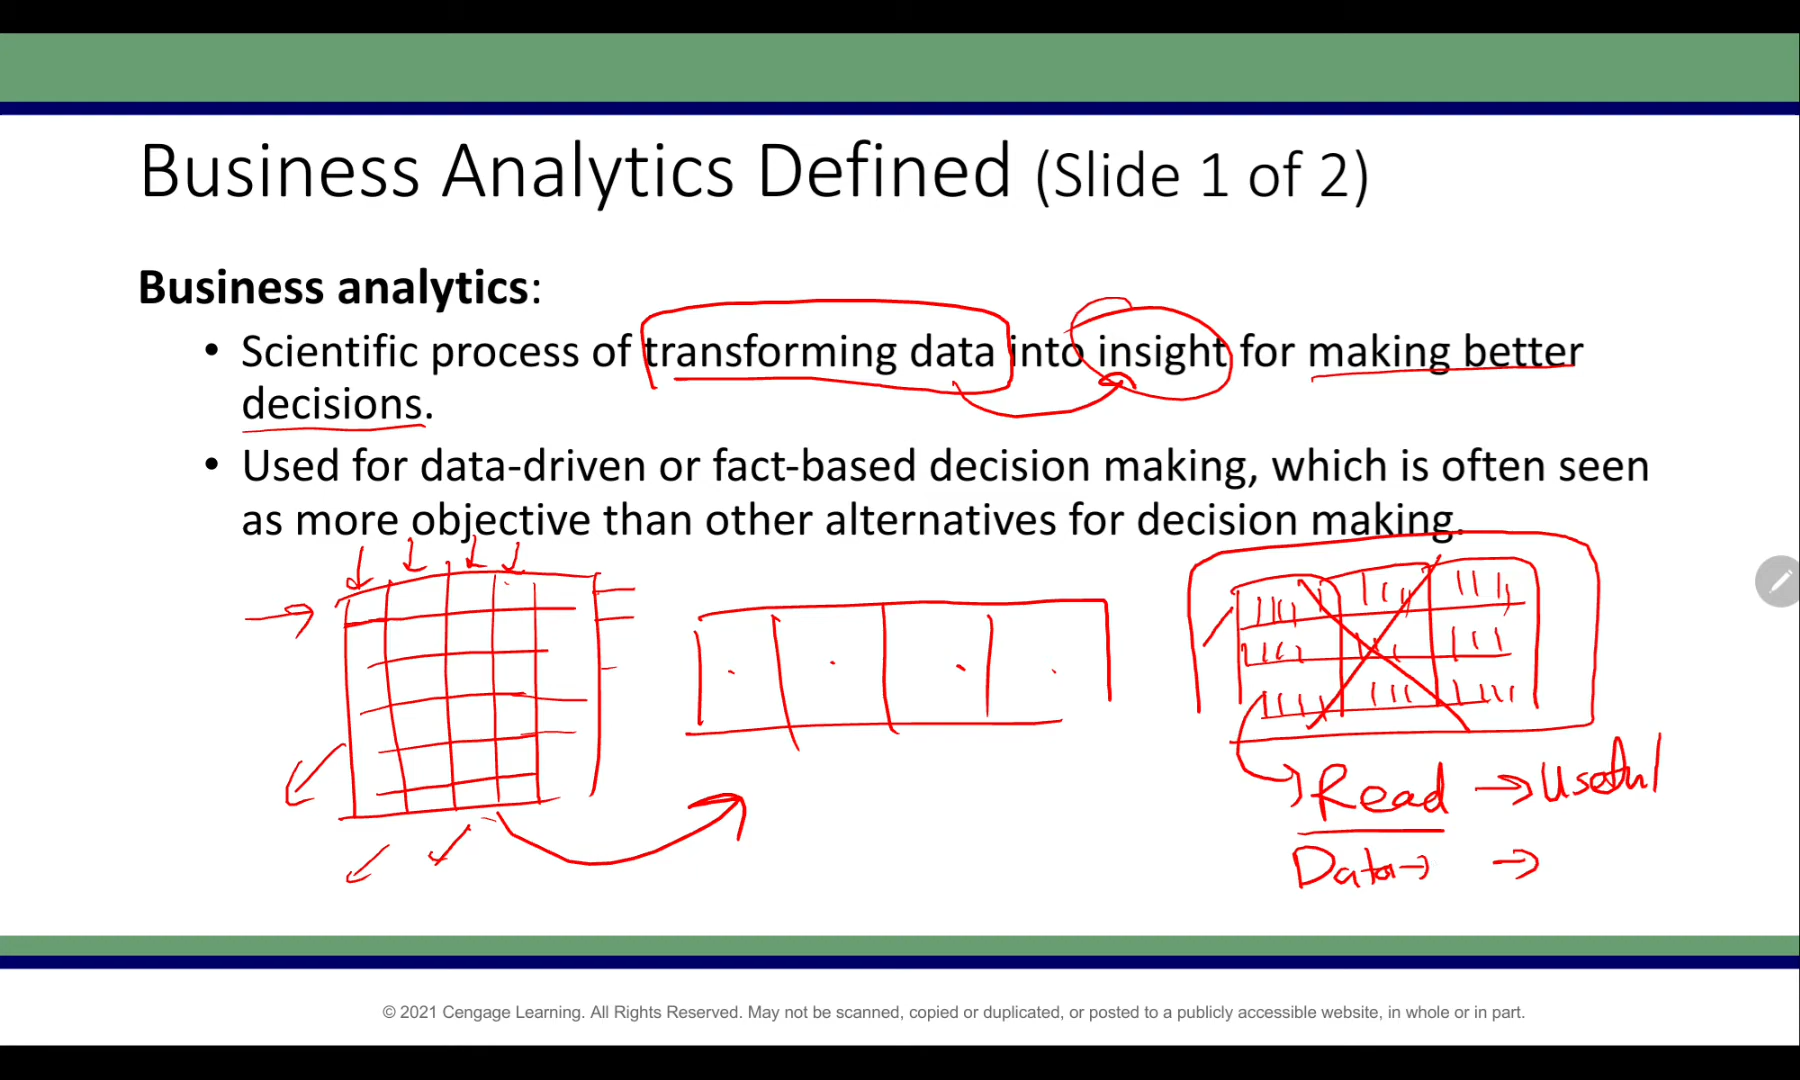 Business Analytics Defined (Slide 1 of 2)
Business analytics:
• Scientific process of transforming data into insight for making better
decisions.
• Used for data-driven or fact-based decision making, which is often seen
as more objective than other alternatives for decision making.
Read → Useful
Data → →
© 2021 Cengage Learning. All Rights Reserved. May not be scanned, copied or duplicated, or posted to a publicly accessible website, in whole or in part.